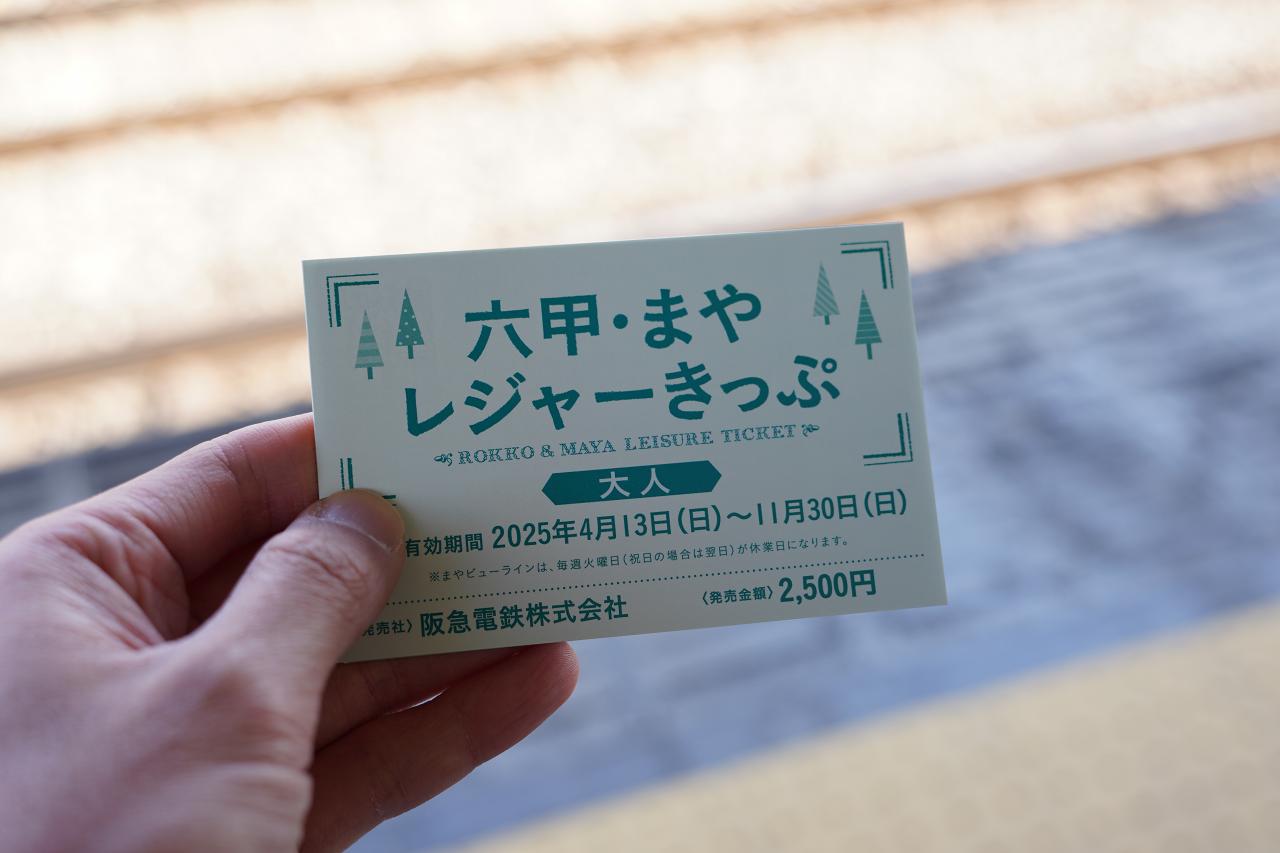 六甲・まや
レジャーきっぷ
ROKKO & MAYA LEISURE TICKET
大人
有効期間 2025年4月13日(日)～11月30日(日)
※まやビューラインは、毎週火曜日(祝日の場合は翌日)が休業日になります。
発売社〉 阪急電鉄株式会社 〈発売金額〉2,500円